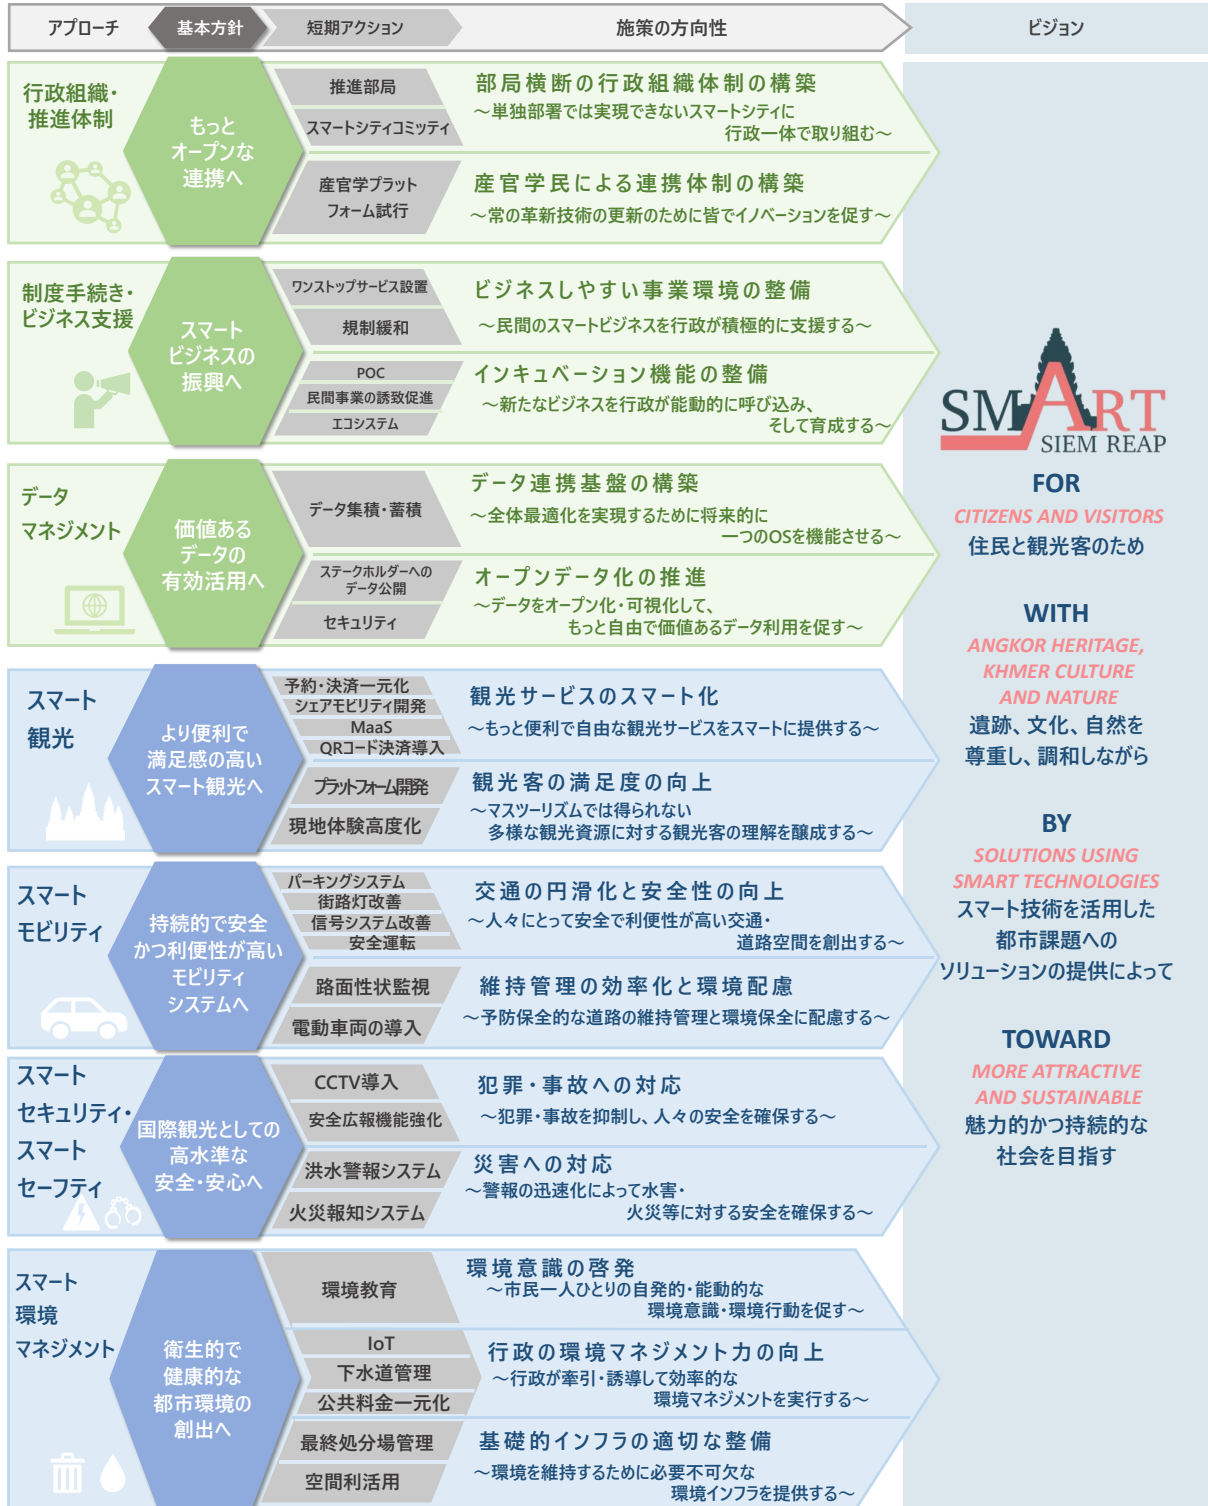 アプローチ
基本方針
短期アクション
施策の方向性
ビジョン
行政組織・
推進体制
もっと
オープンな
連携へ
推進部局
スマートシティコミッティ
部局横断の行政組織体制の構築
～単独部署では実現できないスマートシティに
行政一体で取り組む～
産官学プラット
フォーム試行
産官学民による連携体制の構築
～常の革新技術の更新のために皆でイノベーションを促す～
制度手続き・
ビジネス支援
スマート
ビジネスの
振興へ
ワンストップサービス設置
規制緩和
ビジネスしやすい事業環境の整備
～民間のスマートビジネスを行政が積極的に支援する～
POC
民間事業の誘致促進
エコシステム
インキュベーション機能の整備
～新たなビジネスを行政が能動的に呼び込み、
そして育成する～
データ
マネジメント
価値ある
データの
有効活用へ
データ集積・蓄積
データ連携基盤の構築
～全体最適化を実現するために将来的に
一つのOSを機能させる～
ステークホルダーへの
データ公開
セキュリティ
オープンデータ化の推進
～データをオープン化・可視化して、
もっと自由で価値あるデータ利用を促す～
スマート
観光
より便利で
満足感の高い
スマート観光へ
予約・決済一元化
シェアモビリティ開発
MaaS
QRコード決済導入
観光サービスのスマート化
～もっと便利で自由な観光サービスをスマートに提供する～
プラットフォーム開発
現地体験高度化
観光客の満足度の向上
～マスツーリズムでは得られない
多様な観光資源に対する観光客の理解を醸成する～
スマート
モビリティ
持続的で安全
かつ利便性が高い
モビリティ
システムへ
パーキングシステム
街路灯改善
信号システム改善
安全運転
交通の円滑化と安全性の向上
～人々にとって安全で利便性が高い交通・
道路空間を創出する～
路面性状監視
電動車両の導入
維持管理の効率化と環境配慮
～予防保全的な道路の維持管理と環境保全に配慮する～
スマート
セキュリティ・
スマート
セーフティ
国際観光としての
高水準な
安全・安心へ
CCTV導入
安全広報機能強化
犯罪・事故への対応
～犯罪・事故を抑制し、人々の安全を確保する～
洪水警報システム
火災報知システム
災害への対応
～警報の迅速化によって水害・
火災等に対する安全を確保する～
スマート
環境
マネジメント
衛生的で
健康的な
都市環境の
創出へ
環境教育
環境意識の啓発
～市民一人ひとりの自発的・能動的な
環境意識・環境行動を促す～
IoT
下水道管理
公共料金一元化
行政の環境マネジメント力の向上
～行政が牽引・誘導して効率的な
環境マネジメントを実行する～
最終処分場管理
空間利活用
基礎的インフラの適切な整備
～環境を維持するために必要不可欠な
環境インフラを提供する～
SMART
SIEM REAP
FOR
CITIZENS AND VISITORS
住民と観光客のため
WITH
ANGKOR HERITAGE,
KHMER CULTURE
AND NATURE
遺跡、文化、自然を
尊重し、調和しながら
BY
SOLUTIONS USING
SMART TECHNOLOGIES
スマート技術を活用した
都市課題への
ソリューションの提供によって
TOWARD
MORE ATTRACTIVE
AND SUSTAINABLE
魅力的かつ持続的な
社会を目指す